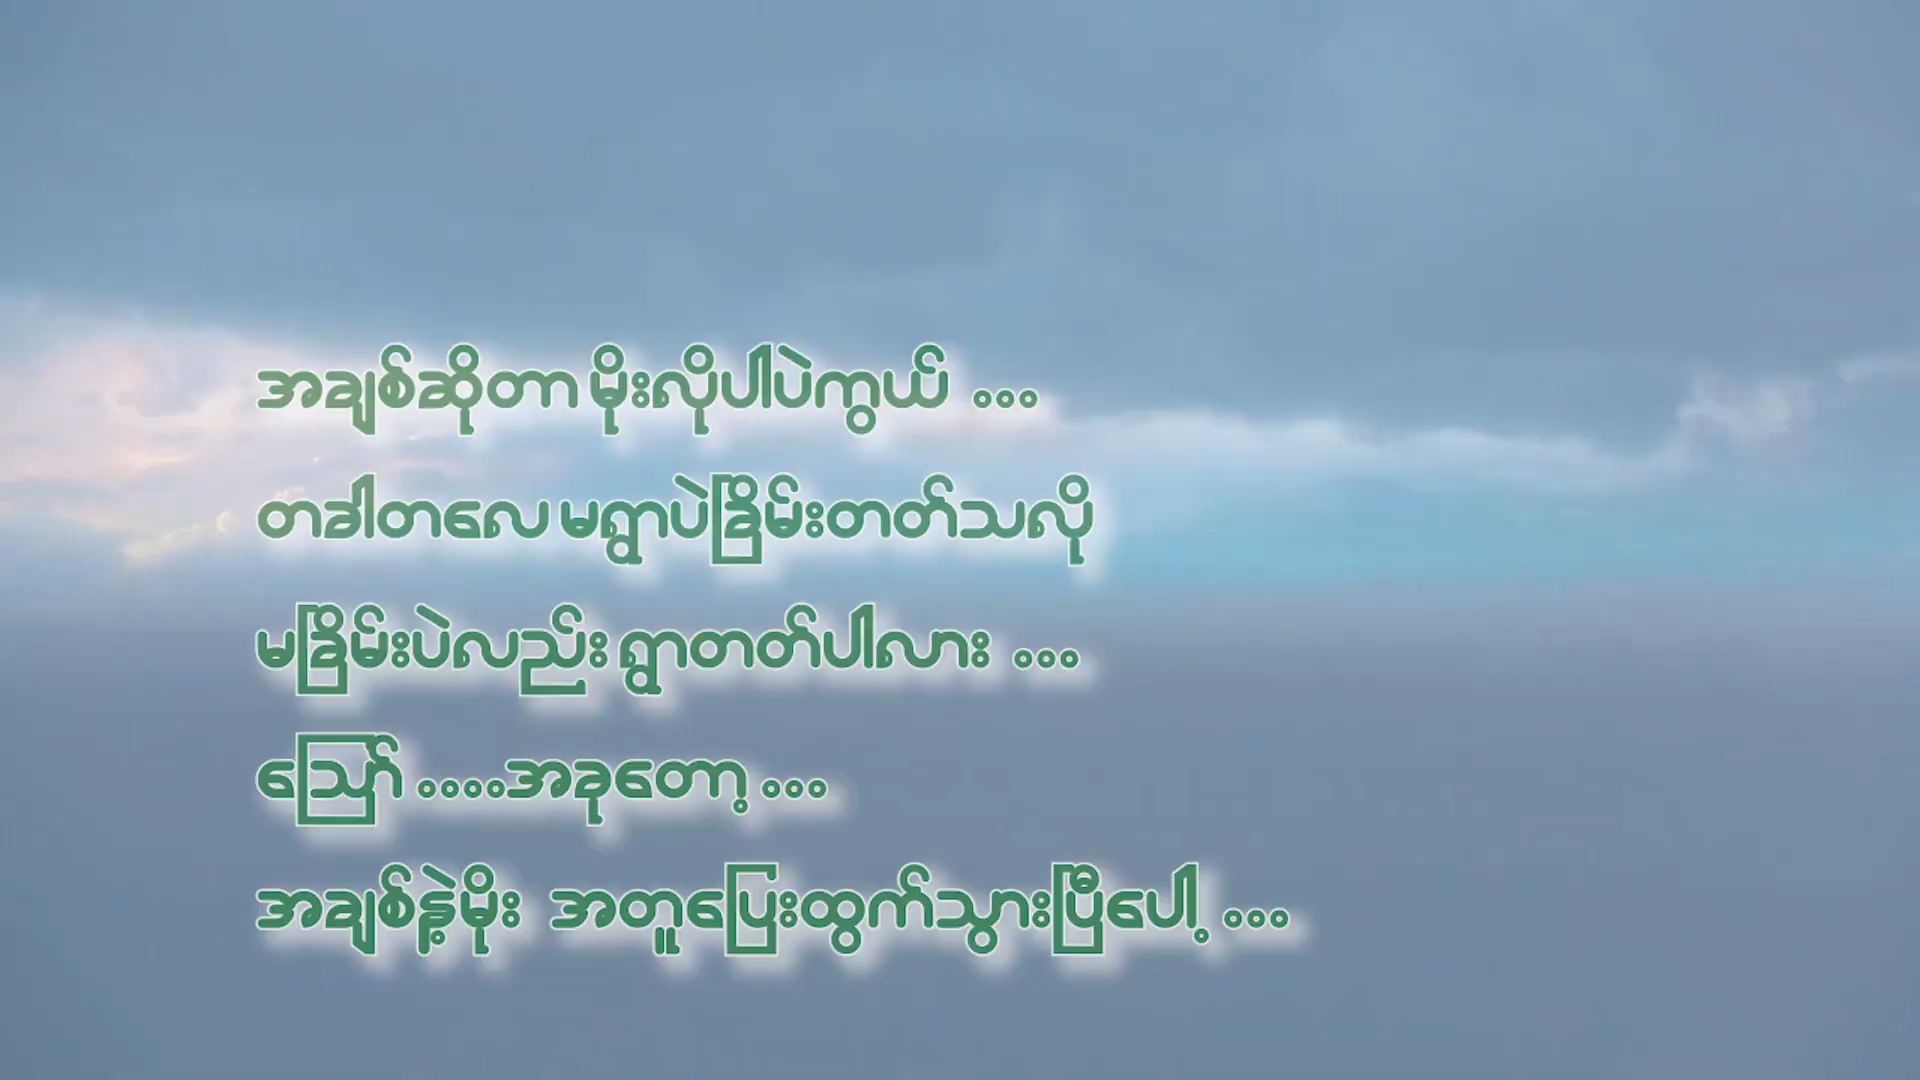 အချစ်ဆိုတာ မိုးလိုပါပဲကွယ် ...
တခါတလေ မရွာပဲခြိမ်းတတ်သလို
မခြိမ်းပဲလည်း ရွာတတ်ပါလား ...
ဪ ....အခုတော့ ...
အချစ်နဲ့မိုး အတူပြေးထွက်သွားပြီပေါ့ ...